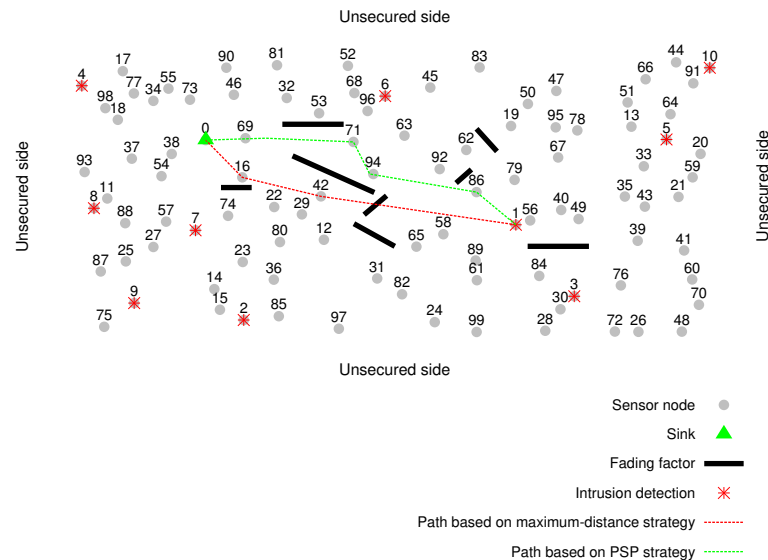 Unsecured side
90 81 52 83 44 10
17 4 77 55 34 73 46 32 68 6 45 47 66 91
98 18 53 96 50 51 64
0 69 71 63 19 95 78 13 5
38 62 20
93 37 54 16 94 92 79 67 33 59
11 8 88 57 7 74 22 29 42 86 1 56 40 49 35 43 21
27 80 12 65 58 39 41
87 25 23 36 31 82 89 61 84 76 60
9 14 15 2 85 97 24 99 30 3 28 70
75 72 26 48
Unsecured side
Unsecured side
Unsecured side
Sensor node
Sink
Fading factor
Intrusion detection
Path based on maximum-distance strategy
Path based on PSP strategy